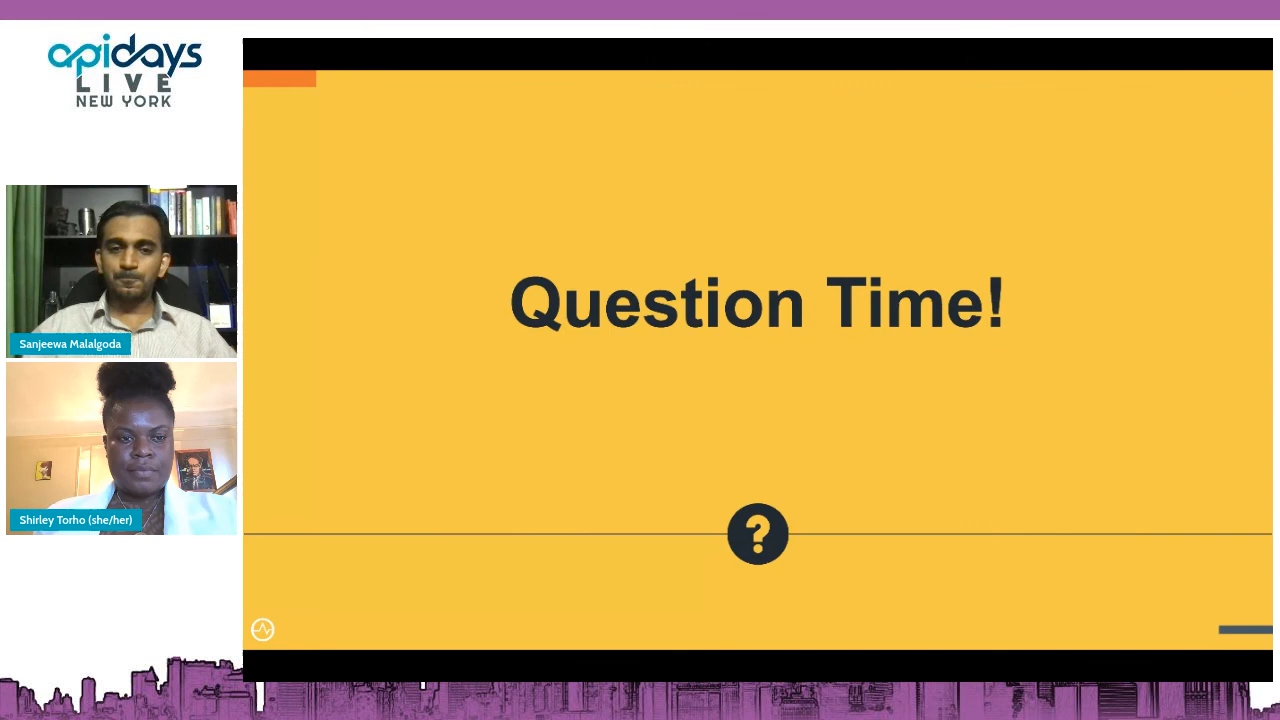 apidays
LIVE
NEW YORK
Sanjeewa Malalgoda
Shirley Torho (she/her)
Question Time!
?